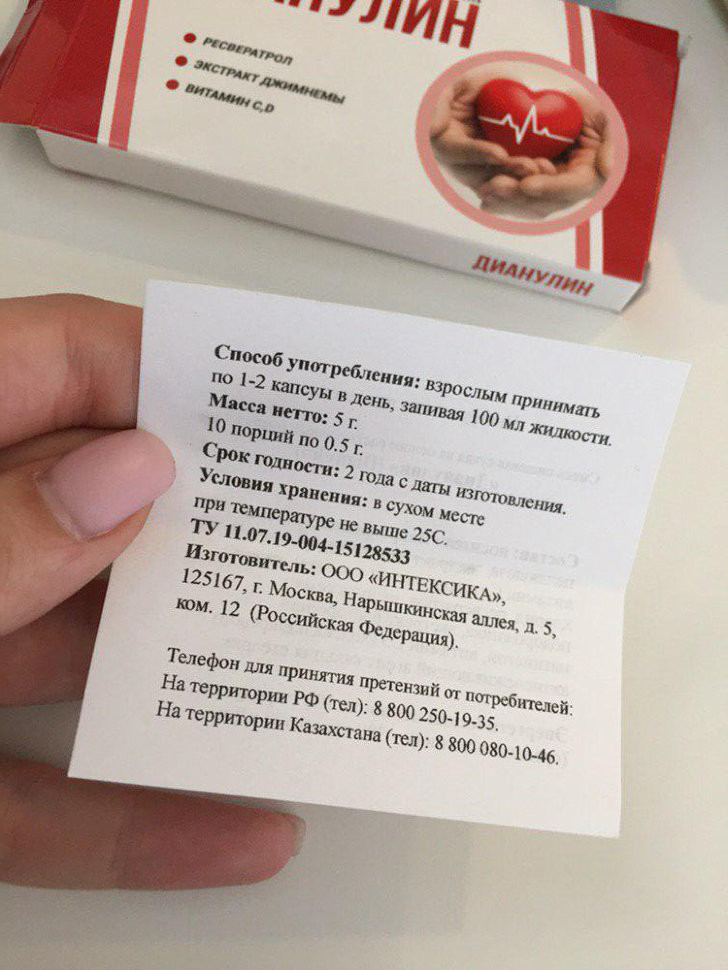 ДИАНУЛИН
РЕСВЕРАТРОЛ
ЭКСТРАКТ ДЖИМНЕМЫ
ВИТАМИН C,D
ДИАНУЛИН
Способ употребления: взрослым принимать
по 1-2 капсуы в день, запивая 100 мл жидкости.
Масса нетто: 5 г.
10 порций по 0.5 г.
Срок годности: 2 года с даты изготовления.
Условия хранения: в сухом месте
при температуре не выше 25С.
ТУ 11.07.19-004-15128533
Изготовитель: ООО «ИНТЕКСИКА»,
125167, г. Москва, Нарышкинская аллея, д. 5,
ком. 12 (Российская Федерация).
Телефон для принятия претензий от потребителей:
На территории РФ (тел): 8 800 250-19-35.
На территории Казахстана (тел): 8 800 080-10-46.